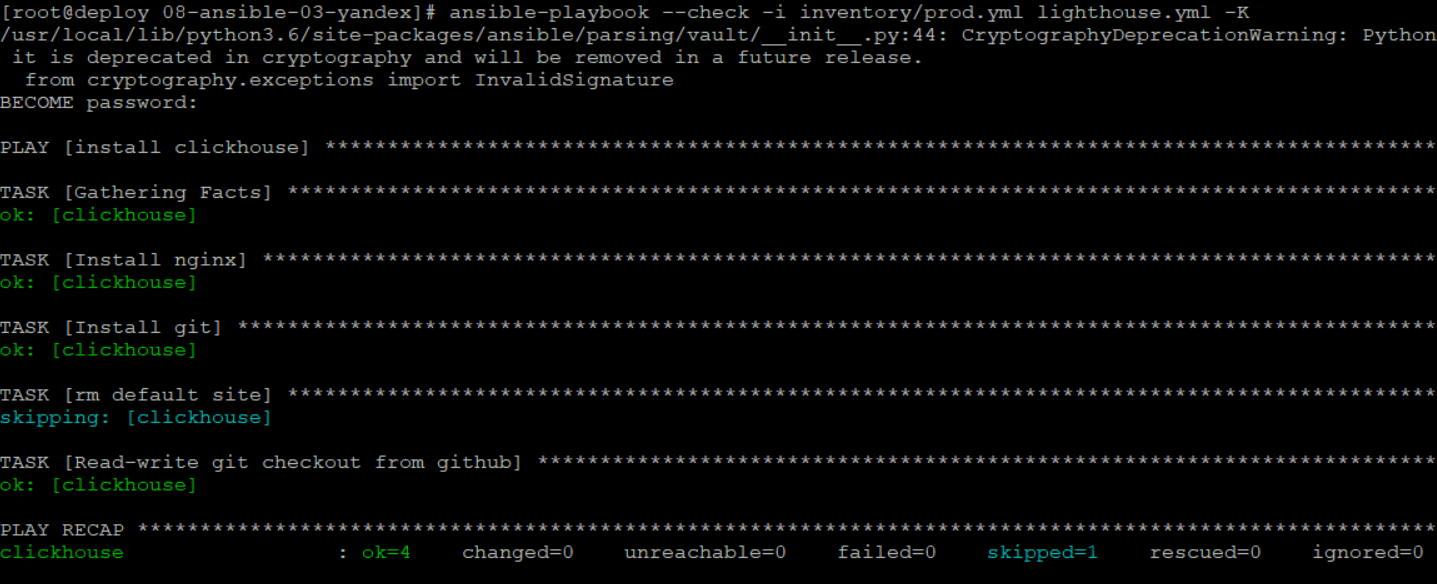 [root@deploy 08-ansible-03-yandex]# ansible-playbook --check -i inventory/prod.yml lighthouse.yml -K
/usr/local/lib/python3.6/site-packages/ansible/parsing/vault/__init__.py:44: CryptographyDeprecationWarning: Python
 it is deprecated in cryptography and will be removed in a future release.
  from cryptography.exceptions import InvalidSignature
BECOME password:
PLAY [install clickhouse] *****************************************************************************************
TASK [Gathering Facts] ********************************************************************************************
ok: [clickhouse]
TASK [Install nginx] **********************************************************************************************
ok: [clickhouse]
TASK [Install git] ************************************************************************************************
ok: [clickhouse]
TASK [rm default site] ********************************************************************************************
skipping: [clickhouse]
TASK [Read-write git checkout from github] ************************************************************************
ok: [clickhouse]
PLAY RECAP ********************************************************************************************************
clickhouse                 : ok=4    changed=0    unreachable=0    failed=0    skipped=1    rescued=0    ignored=0